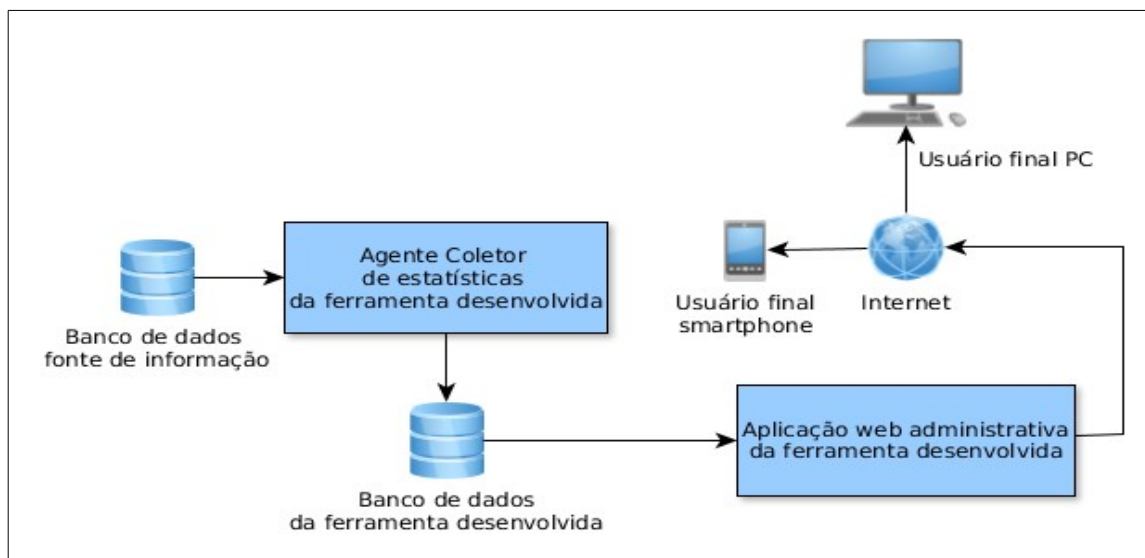 Usuário final PC
Agente Coletor
de estatísticas
da ferramenta desenvolvida
Usuário final
smartphone
Internet
Banco de dados
fonte de informação
Aplicação web administrativa
da ferramenta desenvolvida
Banco de dados
da ferramenta desenvolvida